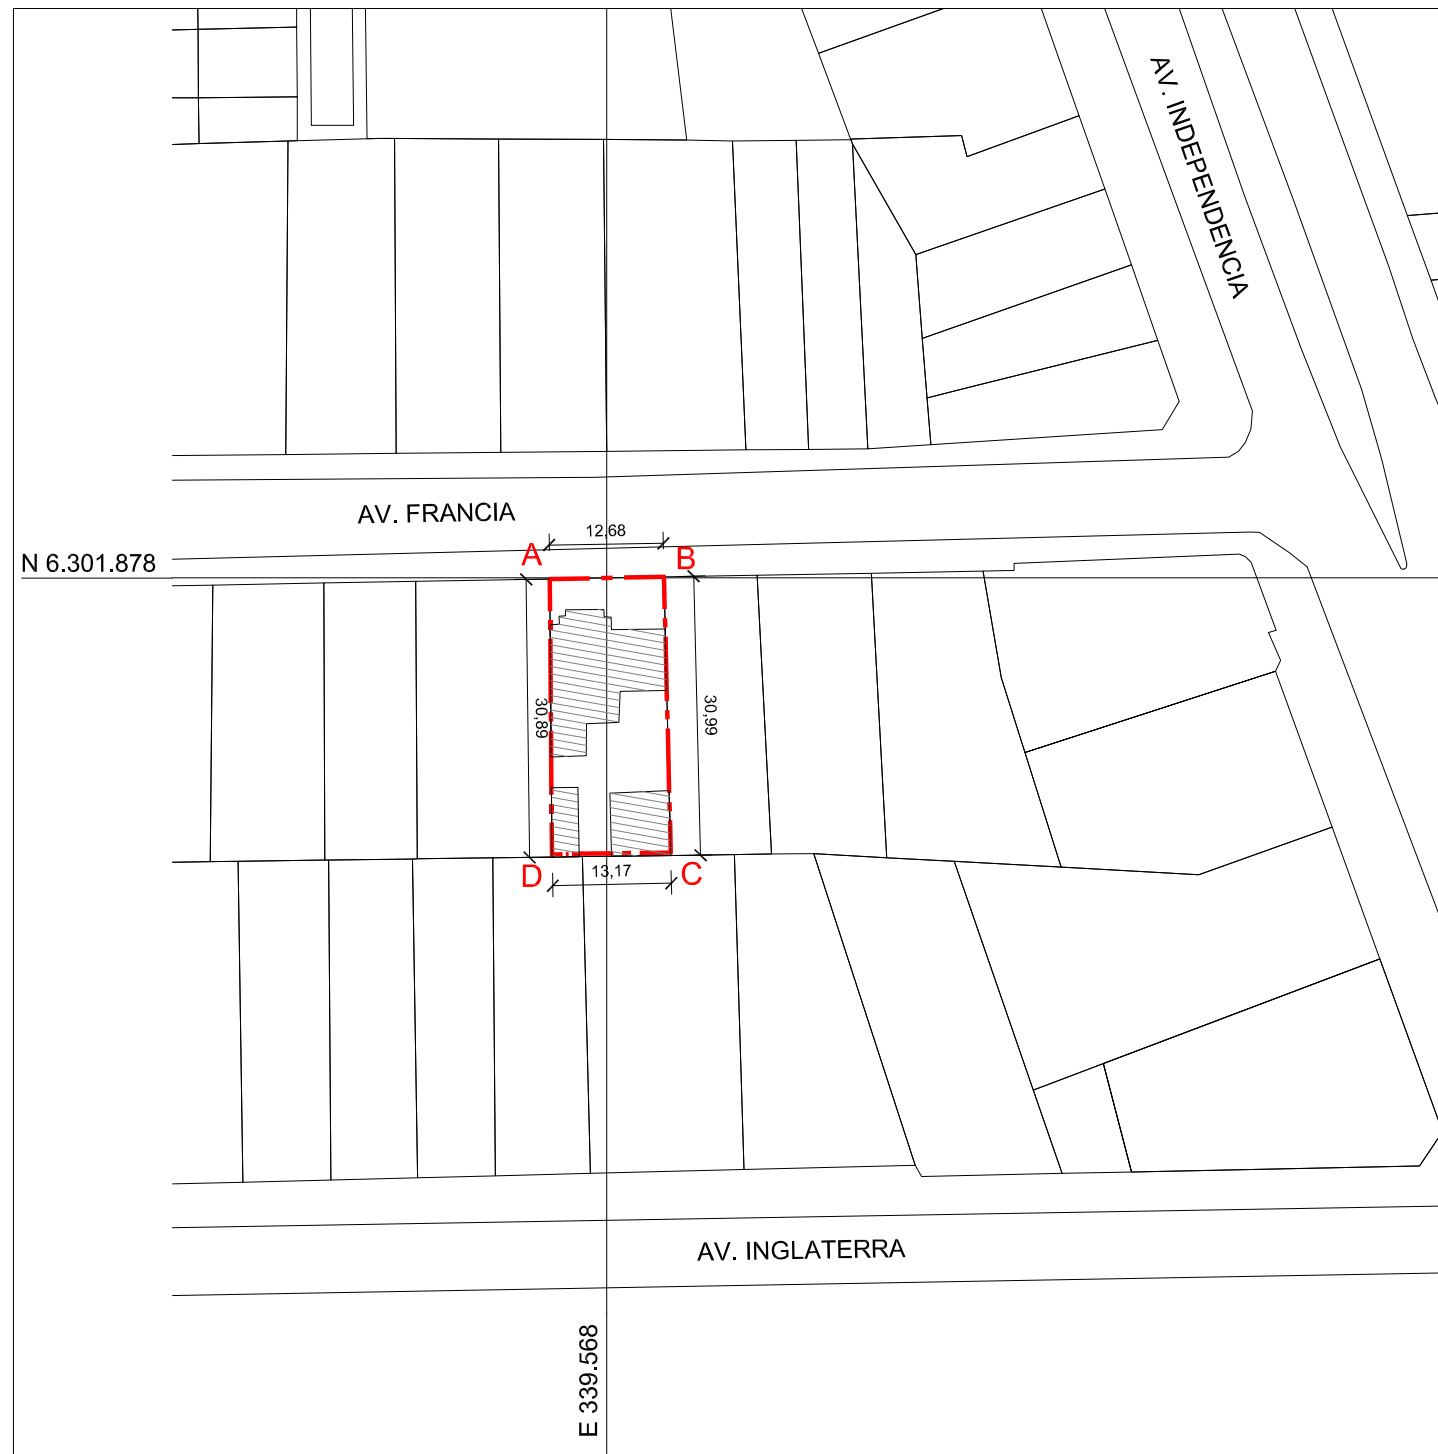 AV. INDEPENDENCIA
AV. FRANCIA
12,68
A
B
N 6.301.878
30,89
30,99
D
13,17
C
AV. INGLATERRA
E 339.568